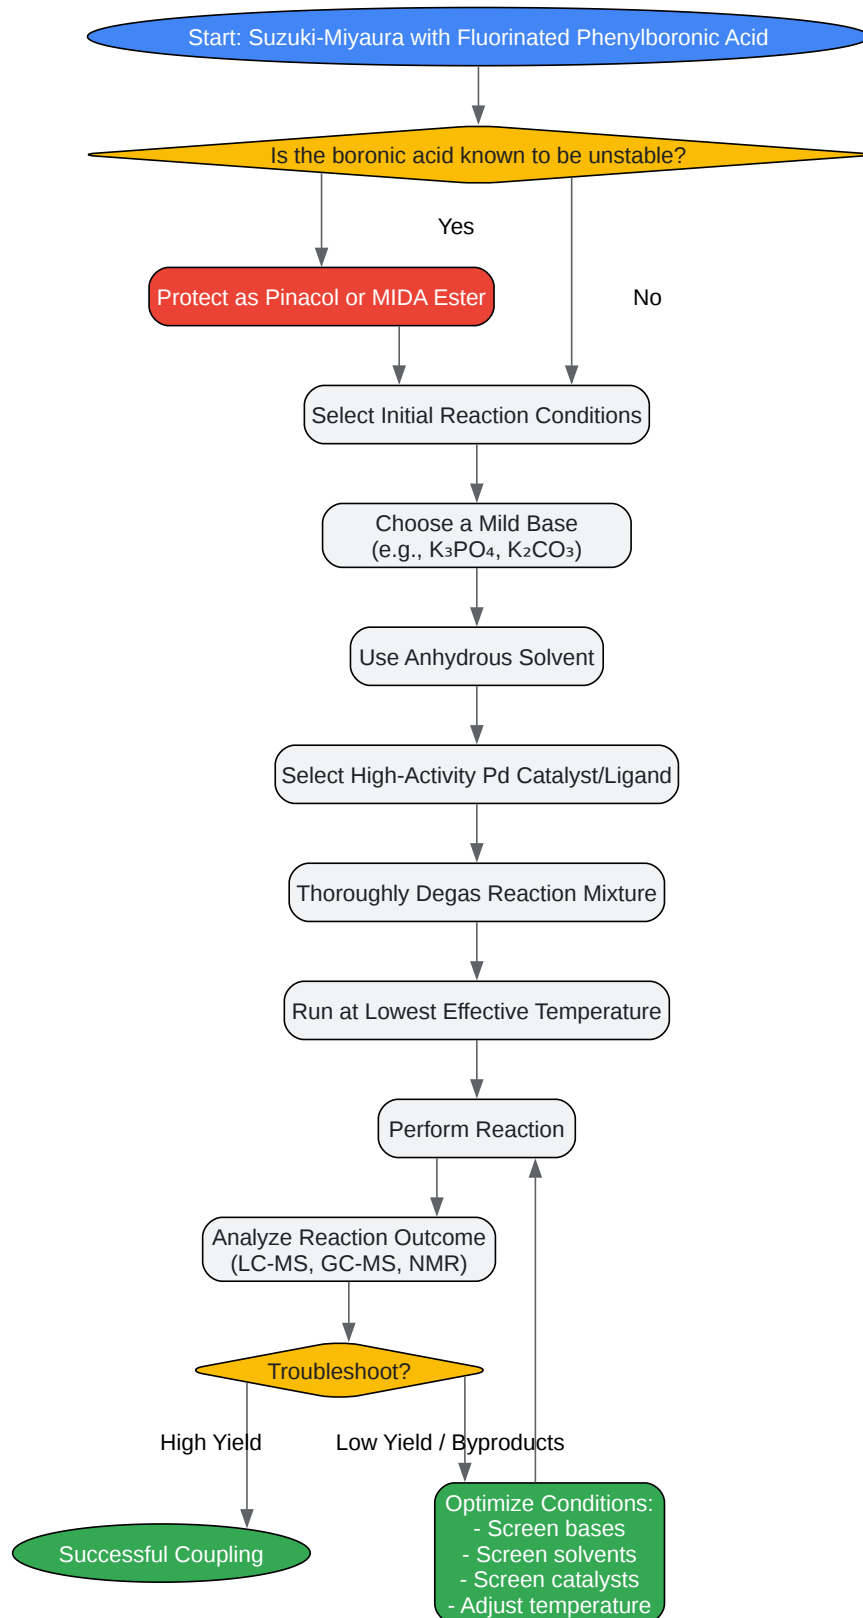 Start: Suzuki-Miyaura with Fluorinated Phenylboronic Acid
Is the boronic acid known to be unstable?
Yes
Protect as Pinacol or MIDA Ester
No
Select Initial Reaction Conditions
Choose a Mild Base
(e.g., K₃PO₄, K₂CO₃)
Use Anhydrous Solvent
Select High-Activity Pd Catalyst/Ligand
Thoroughly Degas Reaction Mixture
Run at Lowest Effective Temperature
Perform Reaction
Analyze Reaction Outcome
(LC-MS, GC-MS, NMR)
Troubleshoot?
High Yield
Low Yield / Byproducts
Optimize Conditions:
- Screen bases
- Screen solvents
- Screen catalysts
- Adjust temperature
Successful Coupling